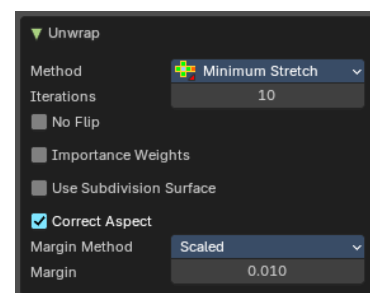 Unwrap
Method Minimum Stretch
Iterations 10
No Flip
Importance Weights
Use Subdivision Surface
Correct Aspect
Margin Method Scaled
Margin 0.010